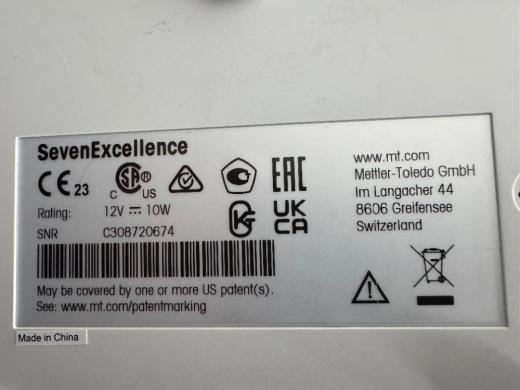 SevenExcellence
CE 23
C SA ® US
EAC
Rating: 12V ⎓ 10W
SNR C308720674
UK
CA
May be covered by one or more US patent(s).
See: www.mt.com/patentmarking
www.mt.com
Mettler-Toledo GmbH
Im Langacher 44
8606 Greifensee
Switzerland
Made in China